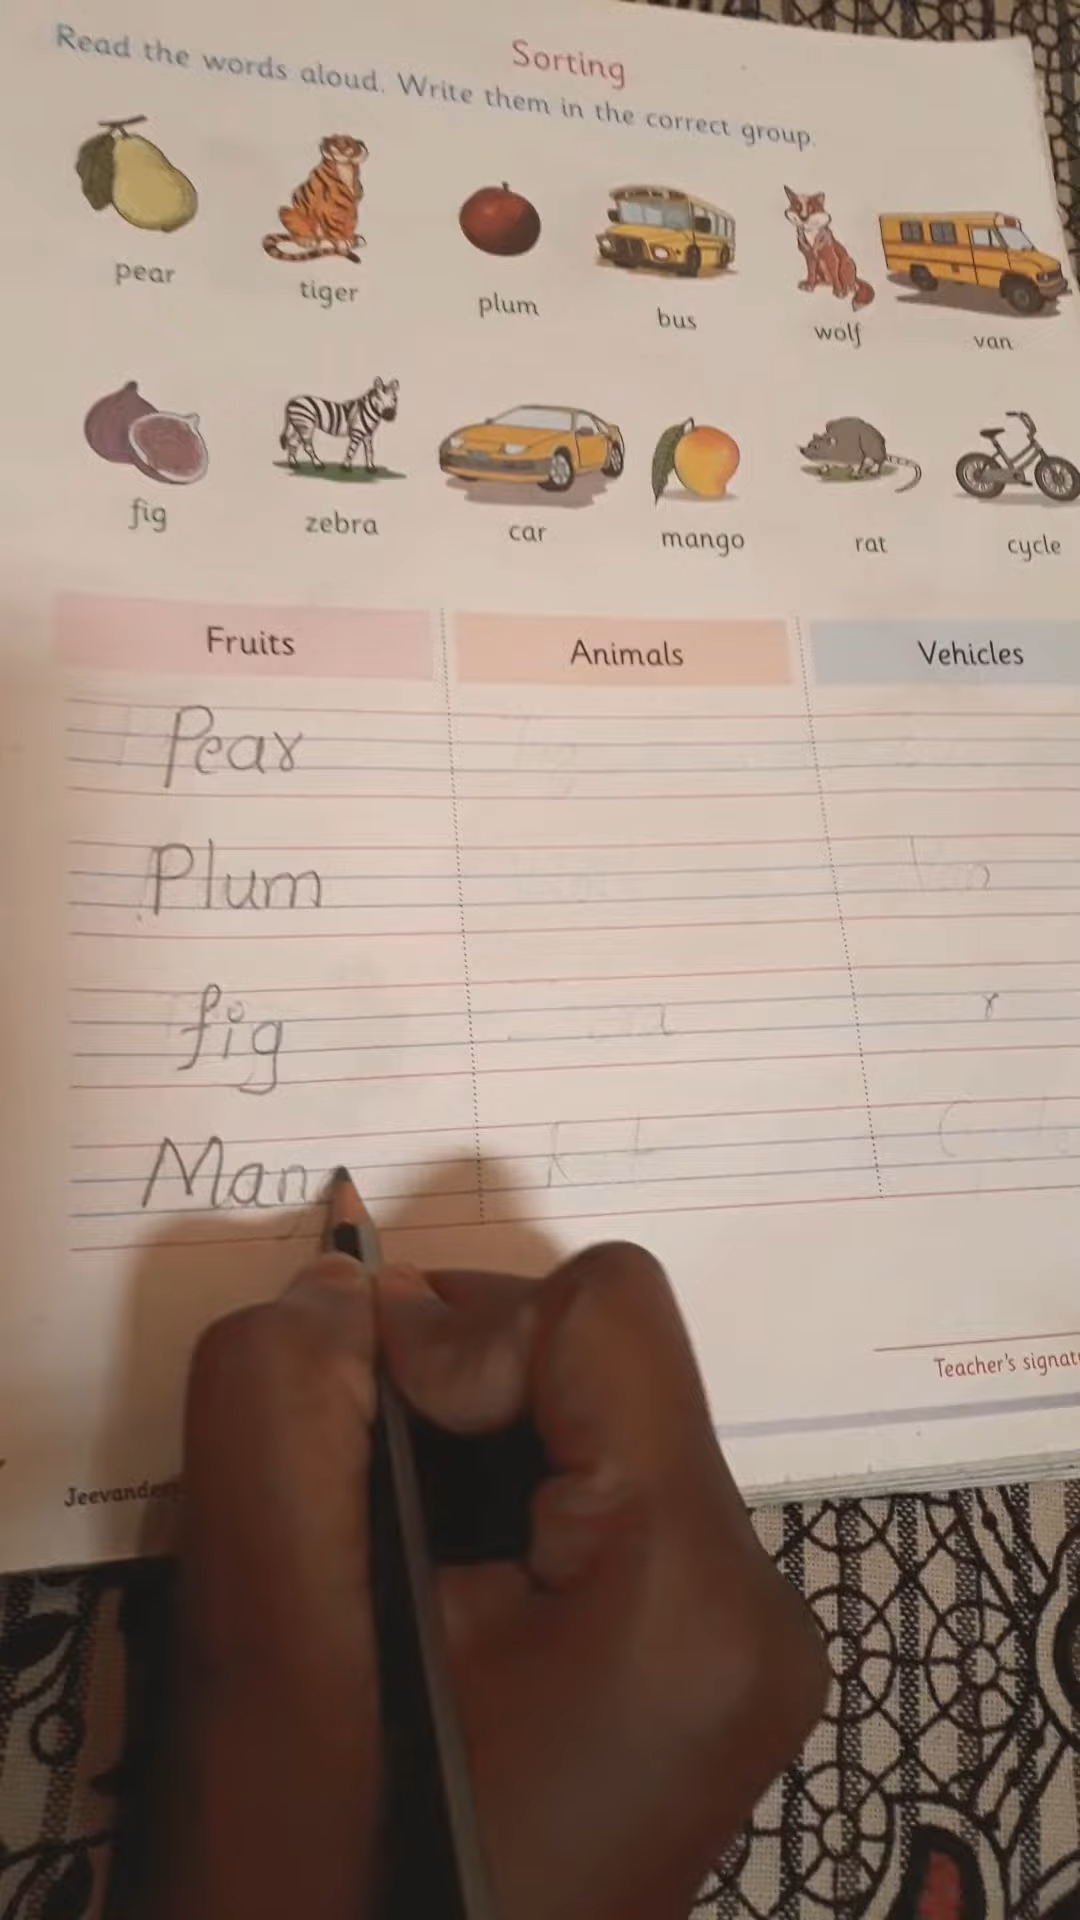 Sorting
Read the words aloud. Write them in the correct group.
pear tiger plum bus wolf van
fig zebra car mango rat cycle
Fruits Animals Vehicles
Pear
Plum
fig
Man
Teacher's